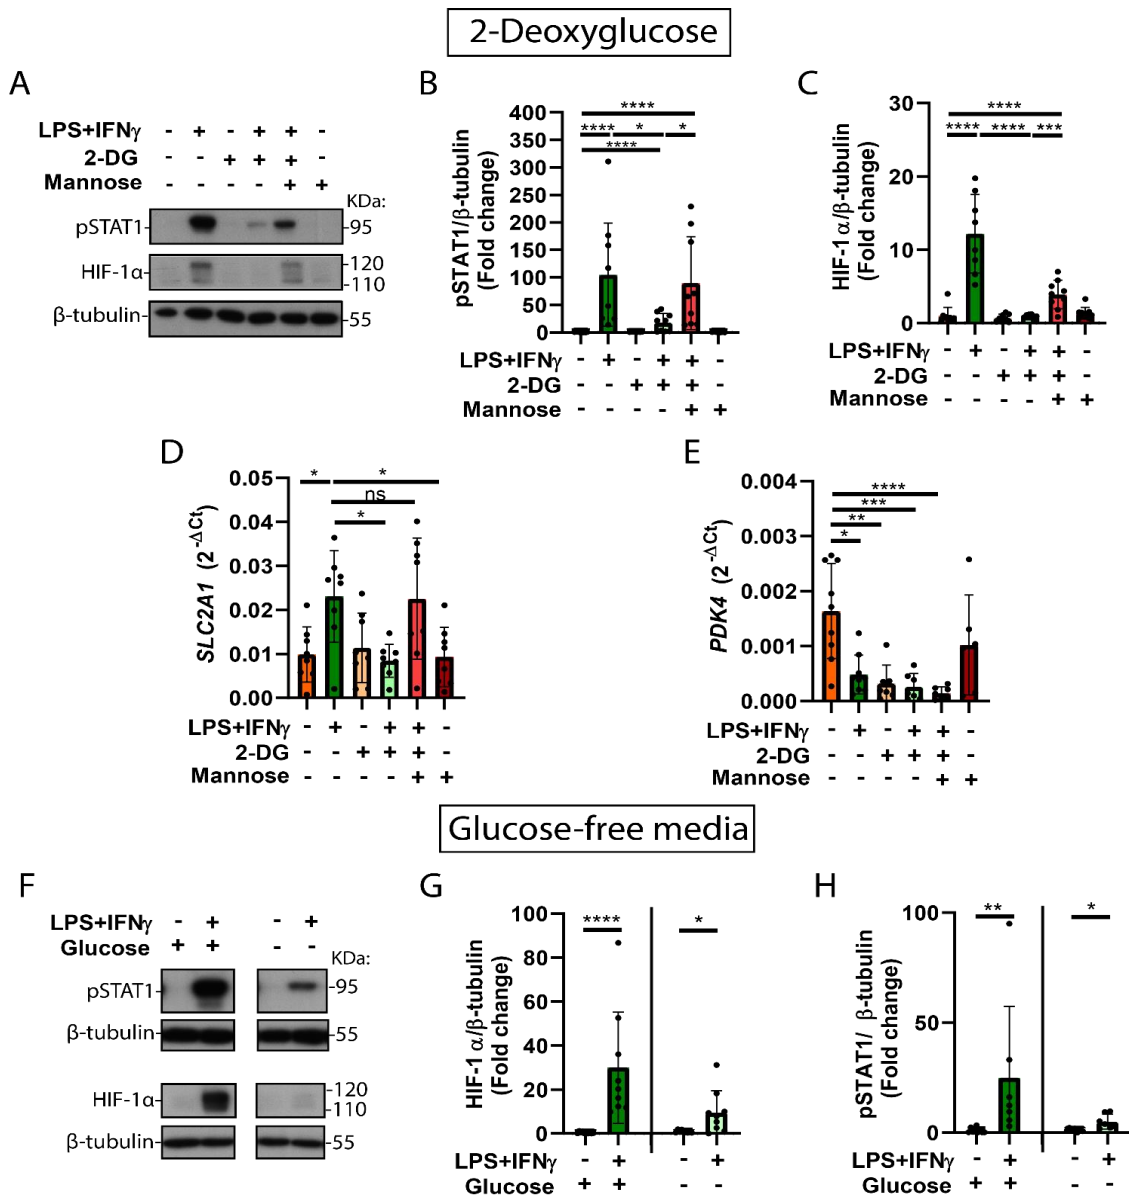 2-Deoxyglucose
A
LPS+IFNγ - + - + + -
2-DG - - + + + -
Mannose - - - - + +
KDa:
pSTAT1 -95
HIF-1α -120
-110
β-tubulin -55
B
pSTAT1/β-tubulin
(Fold change)
400
350
300
250
200
150
100
50
0
****
**** * *
****
LPS+IFNγ - + - + + -
2-DG - - + + + -
Mannose - - - - + +
C
HIF-1α/β-tubulin
(Fold change)
30
20
10
0
****
**** **** ***
LPS+IFNγ - + - + + -
2-DG - - + + + -
Mannose - - - - + +
D
SLC2A1 (2^-ΔCt)
0.05
0.04
0.03
0.02
0.01
0.00
* *
ns
*
LPS+IFNγ - + - + + -
2-DG - - + + + -
Mannose - - - - + +
E
PDK4 (2^-ΔCt)
0.004
0.003
0.002
0.001
0.000
****
***
**
*
LPS+IFNγ - + - + + -
2-DG - - + + + -
Mannose - - - - + +
Glucose-free media
F
LPS+IFNγ - + - +
Glucose + + - -
KDa:
pSTAT1 -95
β-tubulin -55
HIF-1α -120
-110
β-tubulin -55
G
HIF-1α/β-tubulin
(Fold change)
100
80
60
40
20
0
**** *
LPS+IFNγ - + - +
Glucose + + - -
H
pSTAT1/ β-tubulin
(Fold change)
100
50
0
** *
LPS+IFNγ - + - +
Glucose + + - -